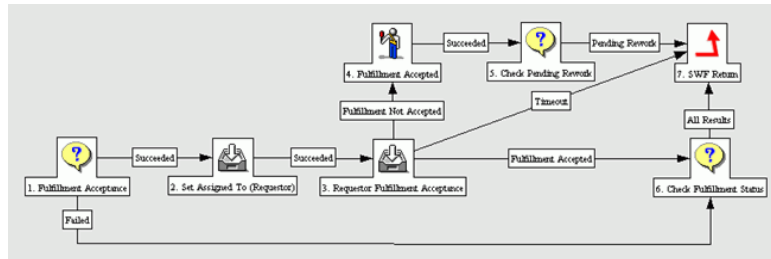 Succeeded
Pending Rework
4. Fulfillment Accepted
5. Check Pending Rework
7. SWF Return
Timeout
Fulfillment Not Accepted
All Results
Succeeded
Succeeded
Fulfillment Accepted
1. Fulfillment Acceptance
2. Set Assigned To (Requestor)
3. Requestor Fulfillment Acceptance
6. Check Fulfillment Status
Failed